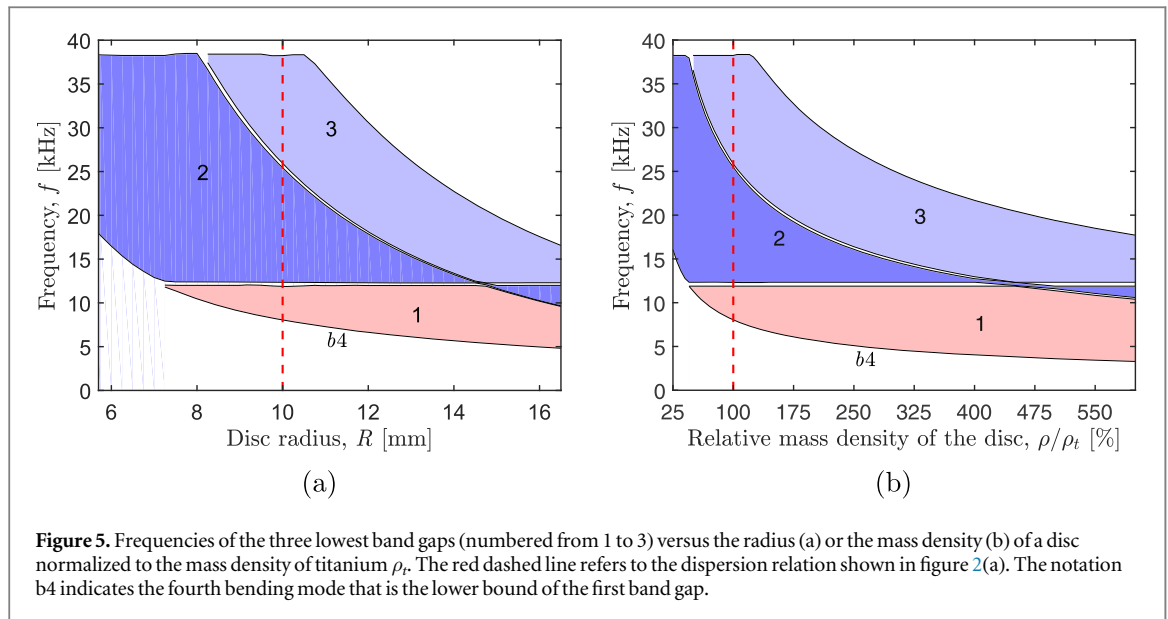 40
35
30
25
20
15
10
5
0
Frequency, f [kHz]
2
3
1
b4
6 8 10 12 14 16
Disc radius, R [mm]
(a)
40
35
30
25
20
15
10
5
0
Frequency, f [kHz]
2
3
1
b4
25 100 175 250 325 400 475 550
Relative mass density of the disc, ρ/ρt [%]
(b)
Figure 5. Frequencies of the three lowest band gaps (numbered from 1 to 3) versus the radius (a) or the mass density (b) of a disc
normalized to the mass density of titanium ρt. The red dashed line refers to the dispersion relation shown in figure 2(a). The notation
b4 indicates the fourth bending mode that is the lower bound of the first band gap.